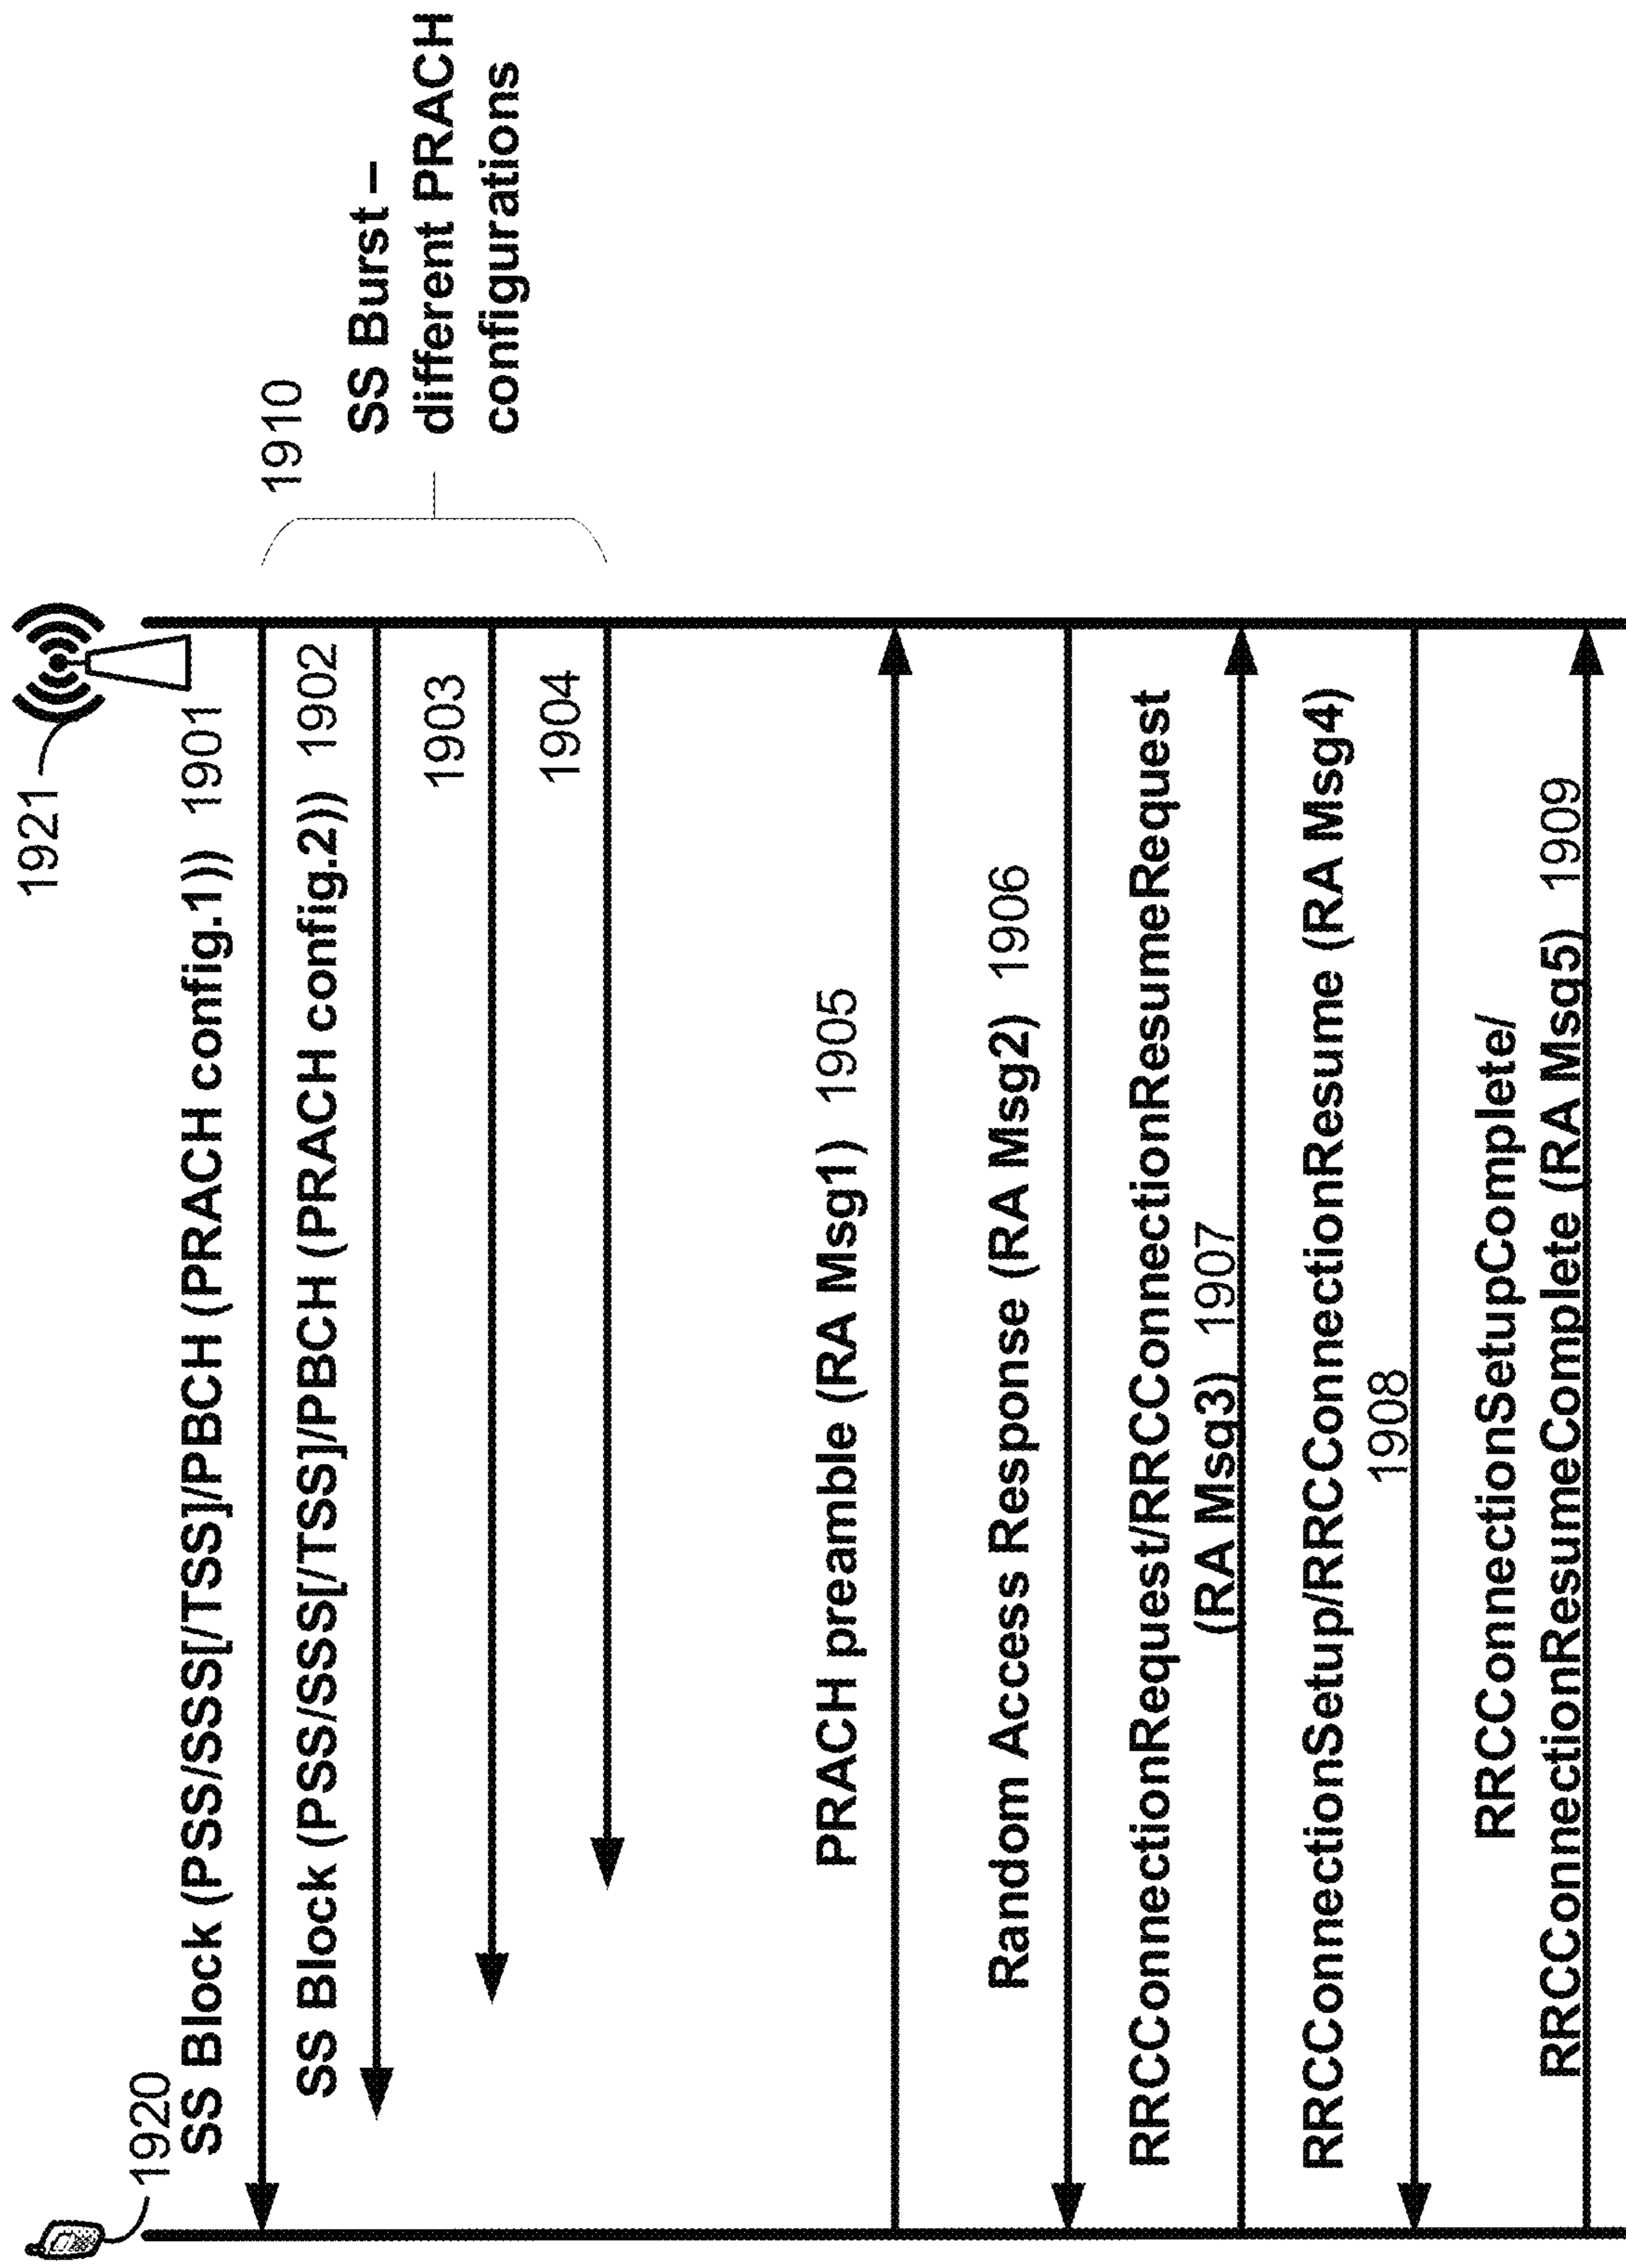 1920
1921
SS Block (PSS/SSS[/TSS]/PBCH (PRACH config.1)) 1901
SS Block (PSS/SSS[/TSS]/PBCH (PRACH config.2)) 1902
1903
1904
1910
SS Burst –
different PRACH
configurations
PRACH preamble (RA Msg1) 1905
Random Access Response (RA Msg2) 1906
RRCConnectionRequest/RRCConnectionResumeRequest
(RA Msg3) 1907
RRCConnectionSetup/RRCConnectionResume (RA Msg4)
1908
RRCConnectionSetupComplete/
RRCConnectionResumeComplete (RA Msg5) 1909